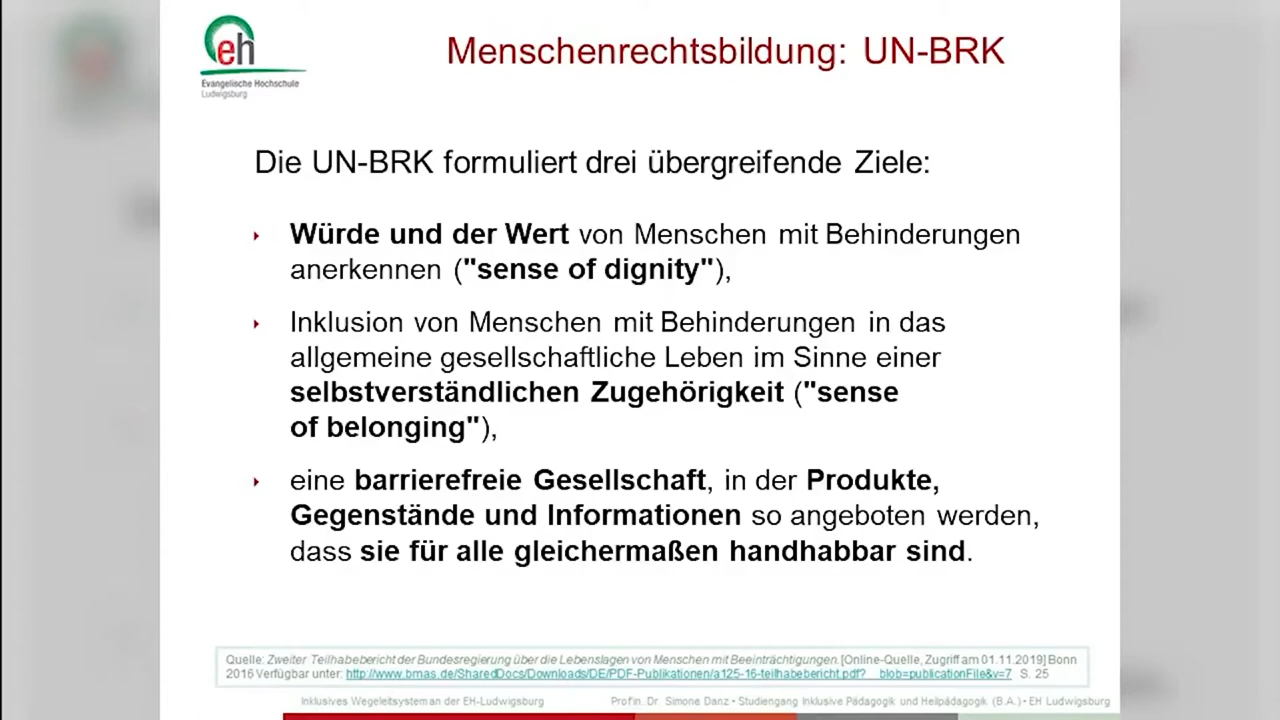 eh
Evangelische Hochschule
Ludwigsburg
Menschenrechtsbildung: UN-BRK
Die UN-BRK formuliert drei übergreifende Ziele:
Würde und der Wert von Menschen mit Behinderungen
anerkennen ("sense of dignity"),
Inklusion von Menschen mit Behinderungen in das
allgemeine gesellschaftliche Leben im Sinne einer
selbstverständlichen Zugehörigkeit ("sense
of belonging"),
eine barrierefreie Gesellschaft, in der Produkte,
Gegenstände und Informationen so angeboten werden,
dass sie für alle gleichermaßen handhabbar sind.
Quelle: Zweiter Teilhabebericht der Bundesregierung über die Lebenslagen von Menschen mit Beeinträchtigungen. [Online-Quelle, Zugriff am 01.11.2019] Bonn
2016 Verfügbar unter: http://www.bmas.de/SharedDocs/Downloads/DE/PDF-Publikationen/a125-16-teilhabebericht.pdf?__blob=publicationFile&v=7 S. 25
Inklusives Wegeleitsystem an der EH-Ludwigsburg
Prof'in. Dr. Simone Danz • Studiengang Inklusive Pädagogik und Heilpädagogik (B.A.) • EH Ludwigsburg